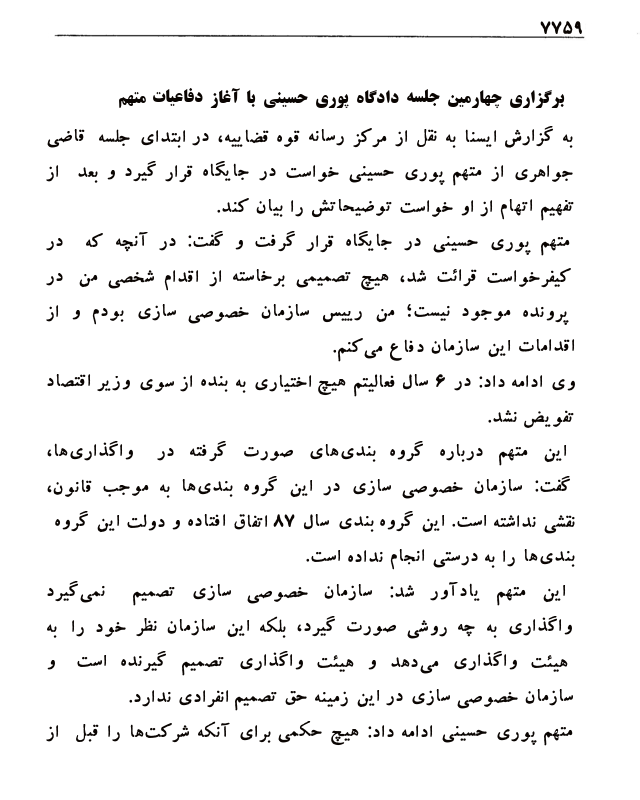 ۷۷۵۹
برگزاری چهارمین جلسه دادگاه پوری حسینی با آغاز دفاعیات متهم
به گزارش ایسنا به نقل از مرکز رسانه قوه قضاییه، در ابتدای جلسه قاضی
جواهری از متهم پوری حسینی خواست در جایگاه قرار گیرد و بعد از
تفهیم اتهام از او خواست توضیحاتش را بیان کند.
متهم پوری حسینی در جایگاه قرار گرفت و گفت: در آنچه که در
کیفرخواست قرائت شد، هیچ تصمیمی برخاسته از اقدام شخصی من در
پرونده موجود نیست؛ من رییس سازمان خصوصی سازی بودم و از
اقدامات این سازمان دفاع می‌کنم.
وی ادامه داد: در ۶ سال فعالیتم هیچ اختیاری به بنده از سوی وزیر اقتصاد
تفویض نشد.
این متهم درباره گروه بندی‌های صورت گرفته در واگذاری‌ها،
گفت: سازمان خصوصی سازی در این گروه بندی‌ها به موجب قانون،
نقشی نداشته است. این گروه بندی سال ۸۷ اتفاق افتاده و دولت این گروه
بندی‌ها را به درستی انجام نداده است.
این متهم یادآور شد: سازمان خصوصی سازی تصمیم نمی‌گیرد
واگذاری به چه روشی صورت گیرد، بلکه این سازمان نظر خود را به
هیئت واگذاری می‌دهد و هیئت واگذاری تصمیم گیرنده است و
سازمان خصوصی سازی در این زمینه حق تصمیم انفرادی ندارد.
متهم پوری حسینی ادامه داد: هیچ حکمی برای آنکه شرکت‌ها را قبل از